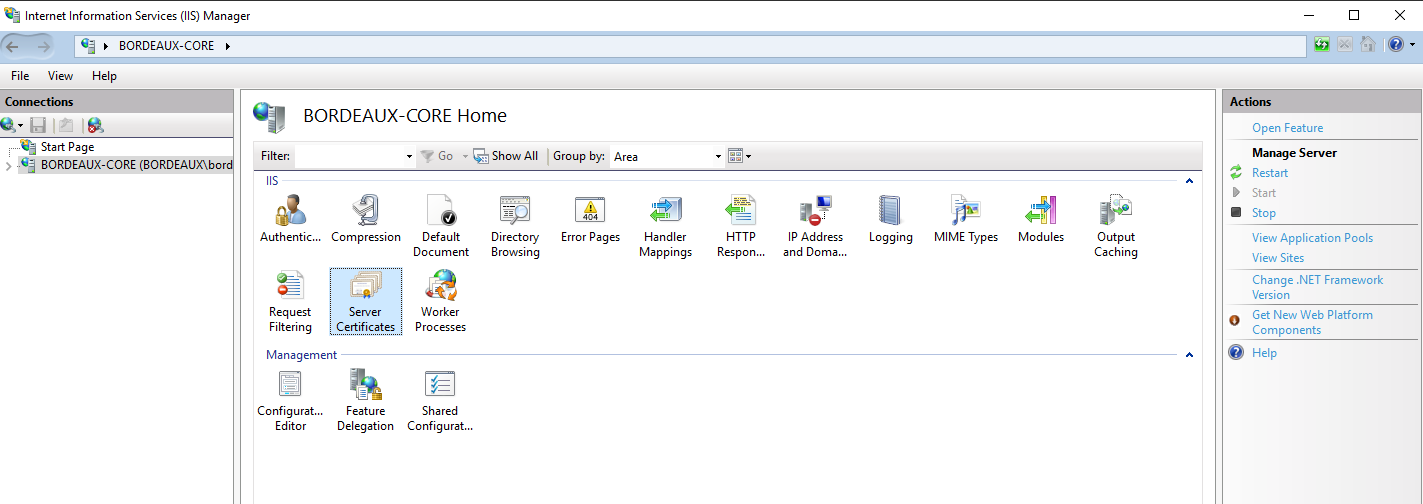 Internet Information Services (IIS) Manager
BORDEAUX-CORE
File View Help
Connections
Start Page
BORDEAUX-CORE (BORDEAUX\bord
BORDEAUX-CORE Home
Filter: Go Show All Group by: Area
IIS
Authentic... Compression Default Document Directory Browsing Error Pages Handler Mappings HTTP Respon... IP Address and Doma... Logging MIME Types Modules Output Caching
404
Request Filtering Server Certificates Worker Processes
Management
Configurat... Editor Feature Delegation Shared Configurat...
Actions
Open Feature
Manage Server
Restart
Start
Stop
View Application Pools
View Sites
Change .NET Framework
Version
Get New Web Platform
Components
Help